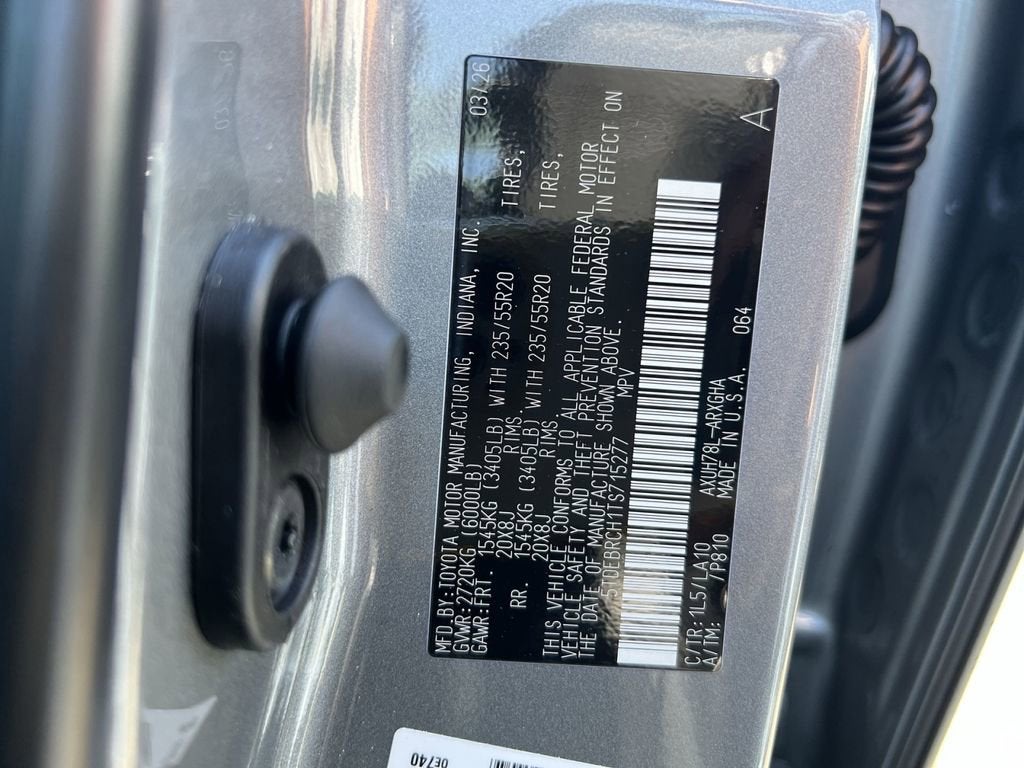 MFD.BY:TOYOTA MOTOR MANUFACTURING, INDIANA, INC. 03/26
GVWR:2720KG (6000LB)
GAWR:FRT. 1545KG (3405LB) WITH 235/55R20 TIRES,
20X8J RIMS
RR. 1545KG (3405LB) WITH 235/55R20 TIRES,
20X8J RIMS
THIS VEHICLE CONFORMS TO ALL APPLICABLE FEDERAL MOTOR
VEHICLE SAFETY AND THEFT PREVENTION STANDARDS IN EFFECT ON
THE DATE OF MANUFACTURE SHOWN ABOVE.
5TDEBRCH1TS715277 MPV
C/TR:1L5/LA10 AXUH78L-ARXGHA 064 A
A/TM: /P810 MADE IN U.S.A.
0E740